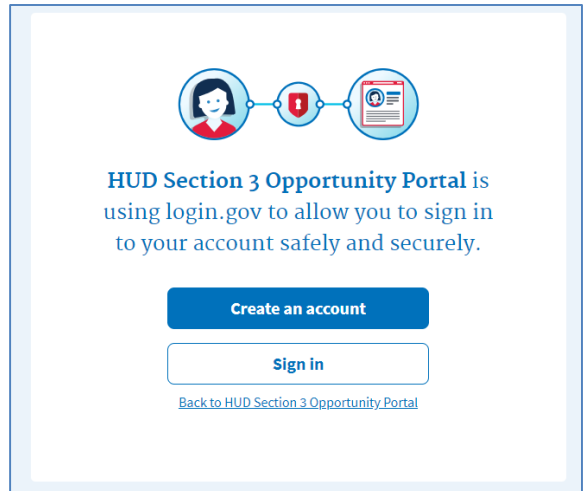 HUD Section 3 Opportunity Portal is
using login.gov to allow you to sign in
to your account safely and securely.
Create an account
Sign in
Back to HUD Section 3 Opportunity Portal